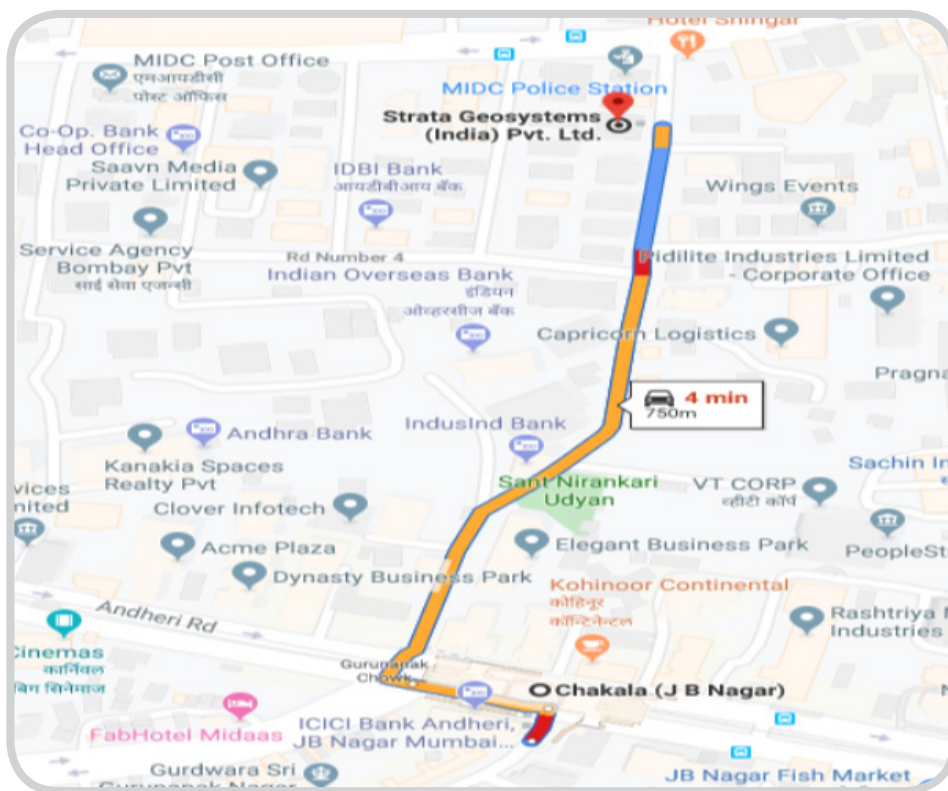 Hotel Shingar
MIDC Post Office
एमआयडीसी
पोस्ट ऑफिस
MIDC Police Station
Strata Geosystems
(India) Pvt. Ltd.
Co-Op. Bank
Head Office
Saavn Media
Private Limited
IDBI Bank
आयडीबीआय बँक
Wings Events
Service Agency
Bombay Pvt
साई सेवा एजन्सी
Rd Number 4
Indian Overseas Bank
इंडियन
ओव्हरसीज बँक
Pidilite Industries Limited
- Corporate Office
Capricorn Logistics
Pragna
4 min
750m
IndusInd Bank
Andhra Bank
Kanakia Spaces
Realty Pvt
Sachin In
Sant Nirankari
Udyan
VT CORP
व्हीटी कॉर्प
vices
nited
Clover Infotech
Acme Plaza
Elegant Business Park
PeopleSt
Dynasty Business Park
Kohinoor Continental
कोहिनूर
कॉन्टिनेन्टल
Andheri Rd
Rashtriya
Industries
Cinemas
कार्निवल
बिग सिनेमाज
Gurunanak
Chowk...
Chakala (J B Nagar)
ICICI Bank Andheri,
JB Nagar Mumbai...
FabHotel Midaas
Gurdwara Sri
Gurunanak Nagar
JB Nagar Fish Market